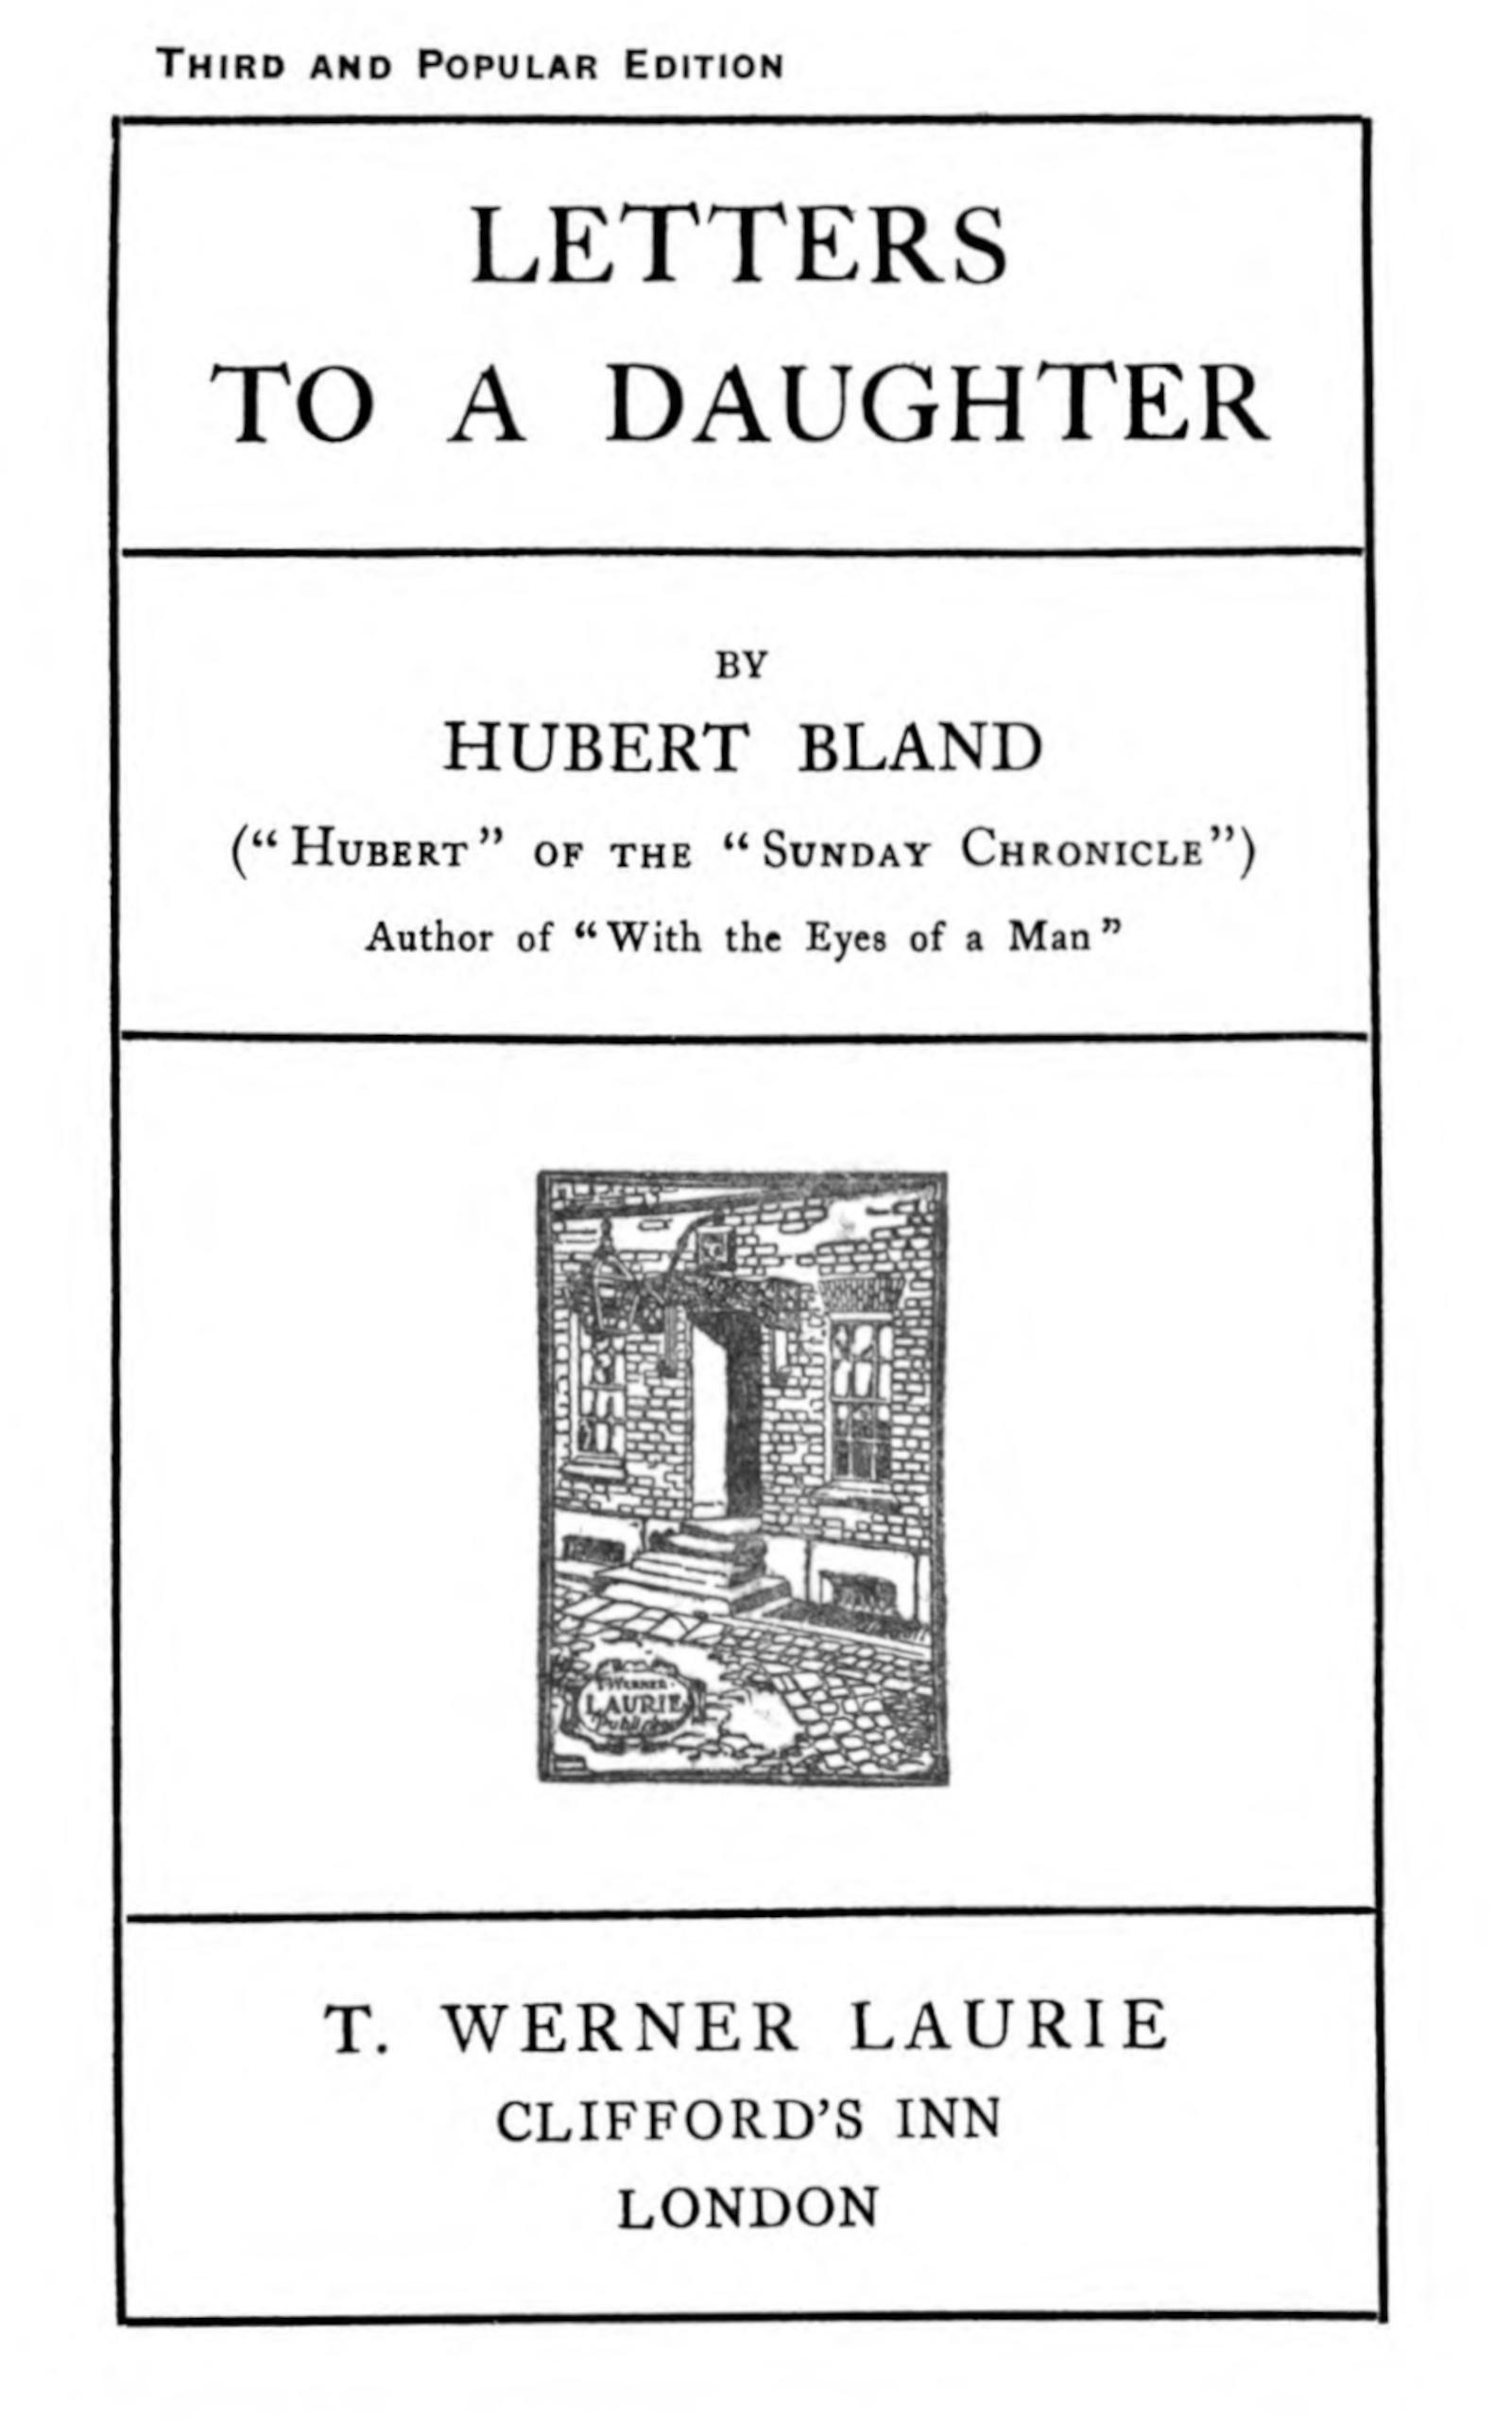 THIRD AND POPULAR EDITION
LETTERS
TO A DAUGHTER
BY
HUBERT BLAND
(“HUBERT” OF THE “SUNDAY CHRONICLE”)
Author of “With the Eyes of a Man”
T. WERNER
LAURIE
Publisher
T. WERNER LAURIE
CLIFFORD’S INN
LONDON